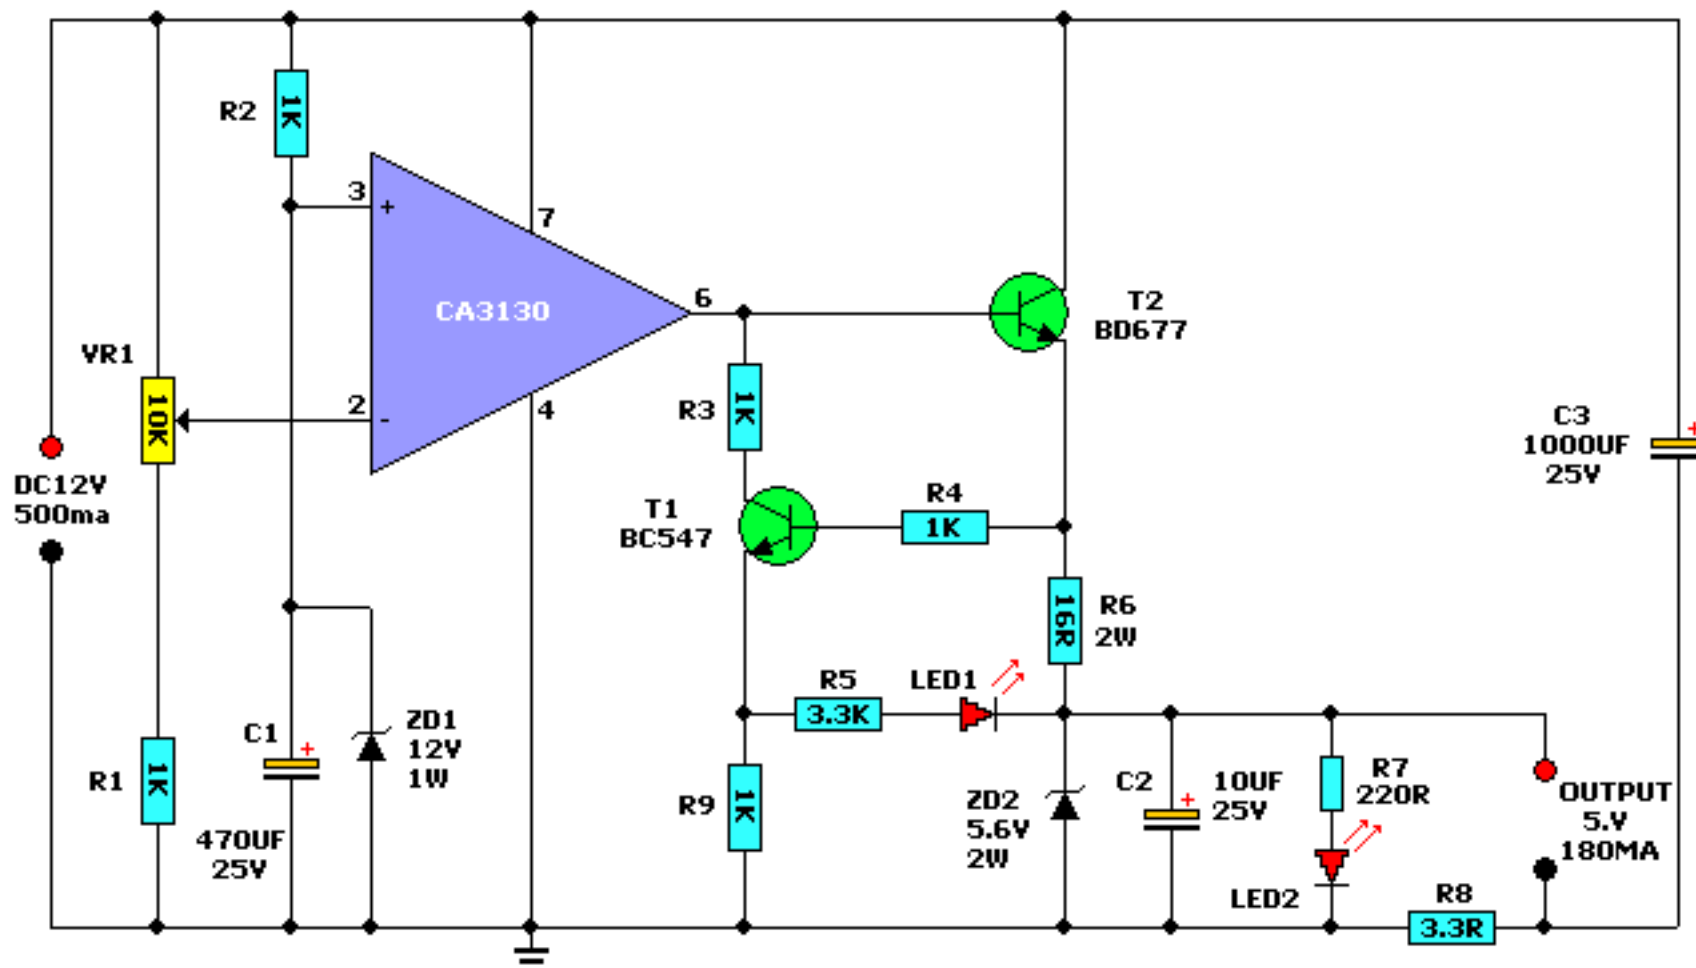 R2
1K
3
+
7
CA3130
6
T2
BD677
VR1
10K
2
-
4
R3
1K
C3
1000UF
25V
+
DC12V
500ma
T1
BC547
R4
1K
R6
2W
16R
R5
3.3K
LED1
C1
+
470UF
25V
ZD1
12V
1W
R1
1K
R9
1K
ZD2
5.6V
2W
C2
+
10UF
25V
R7
220R
LED2
OUTPUT
5.V
180MA
R8
3.3R